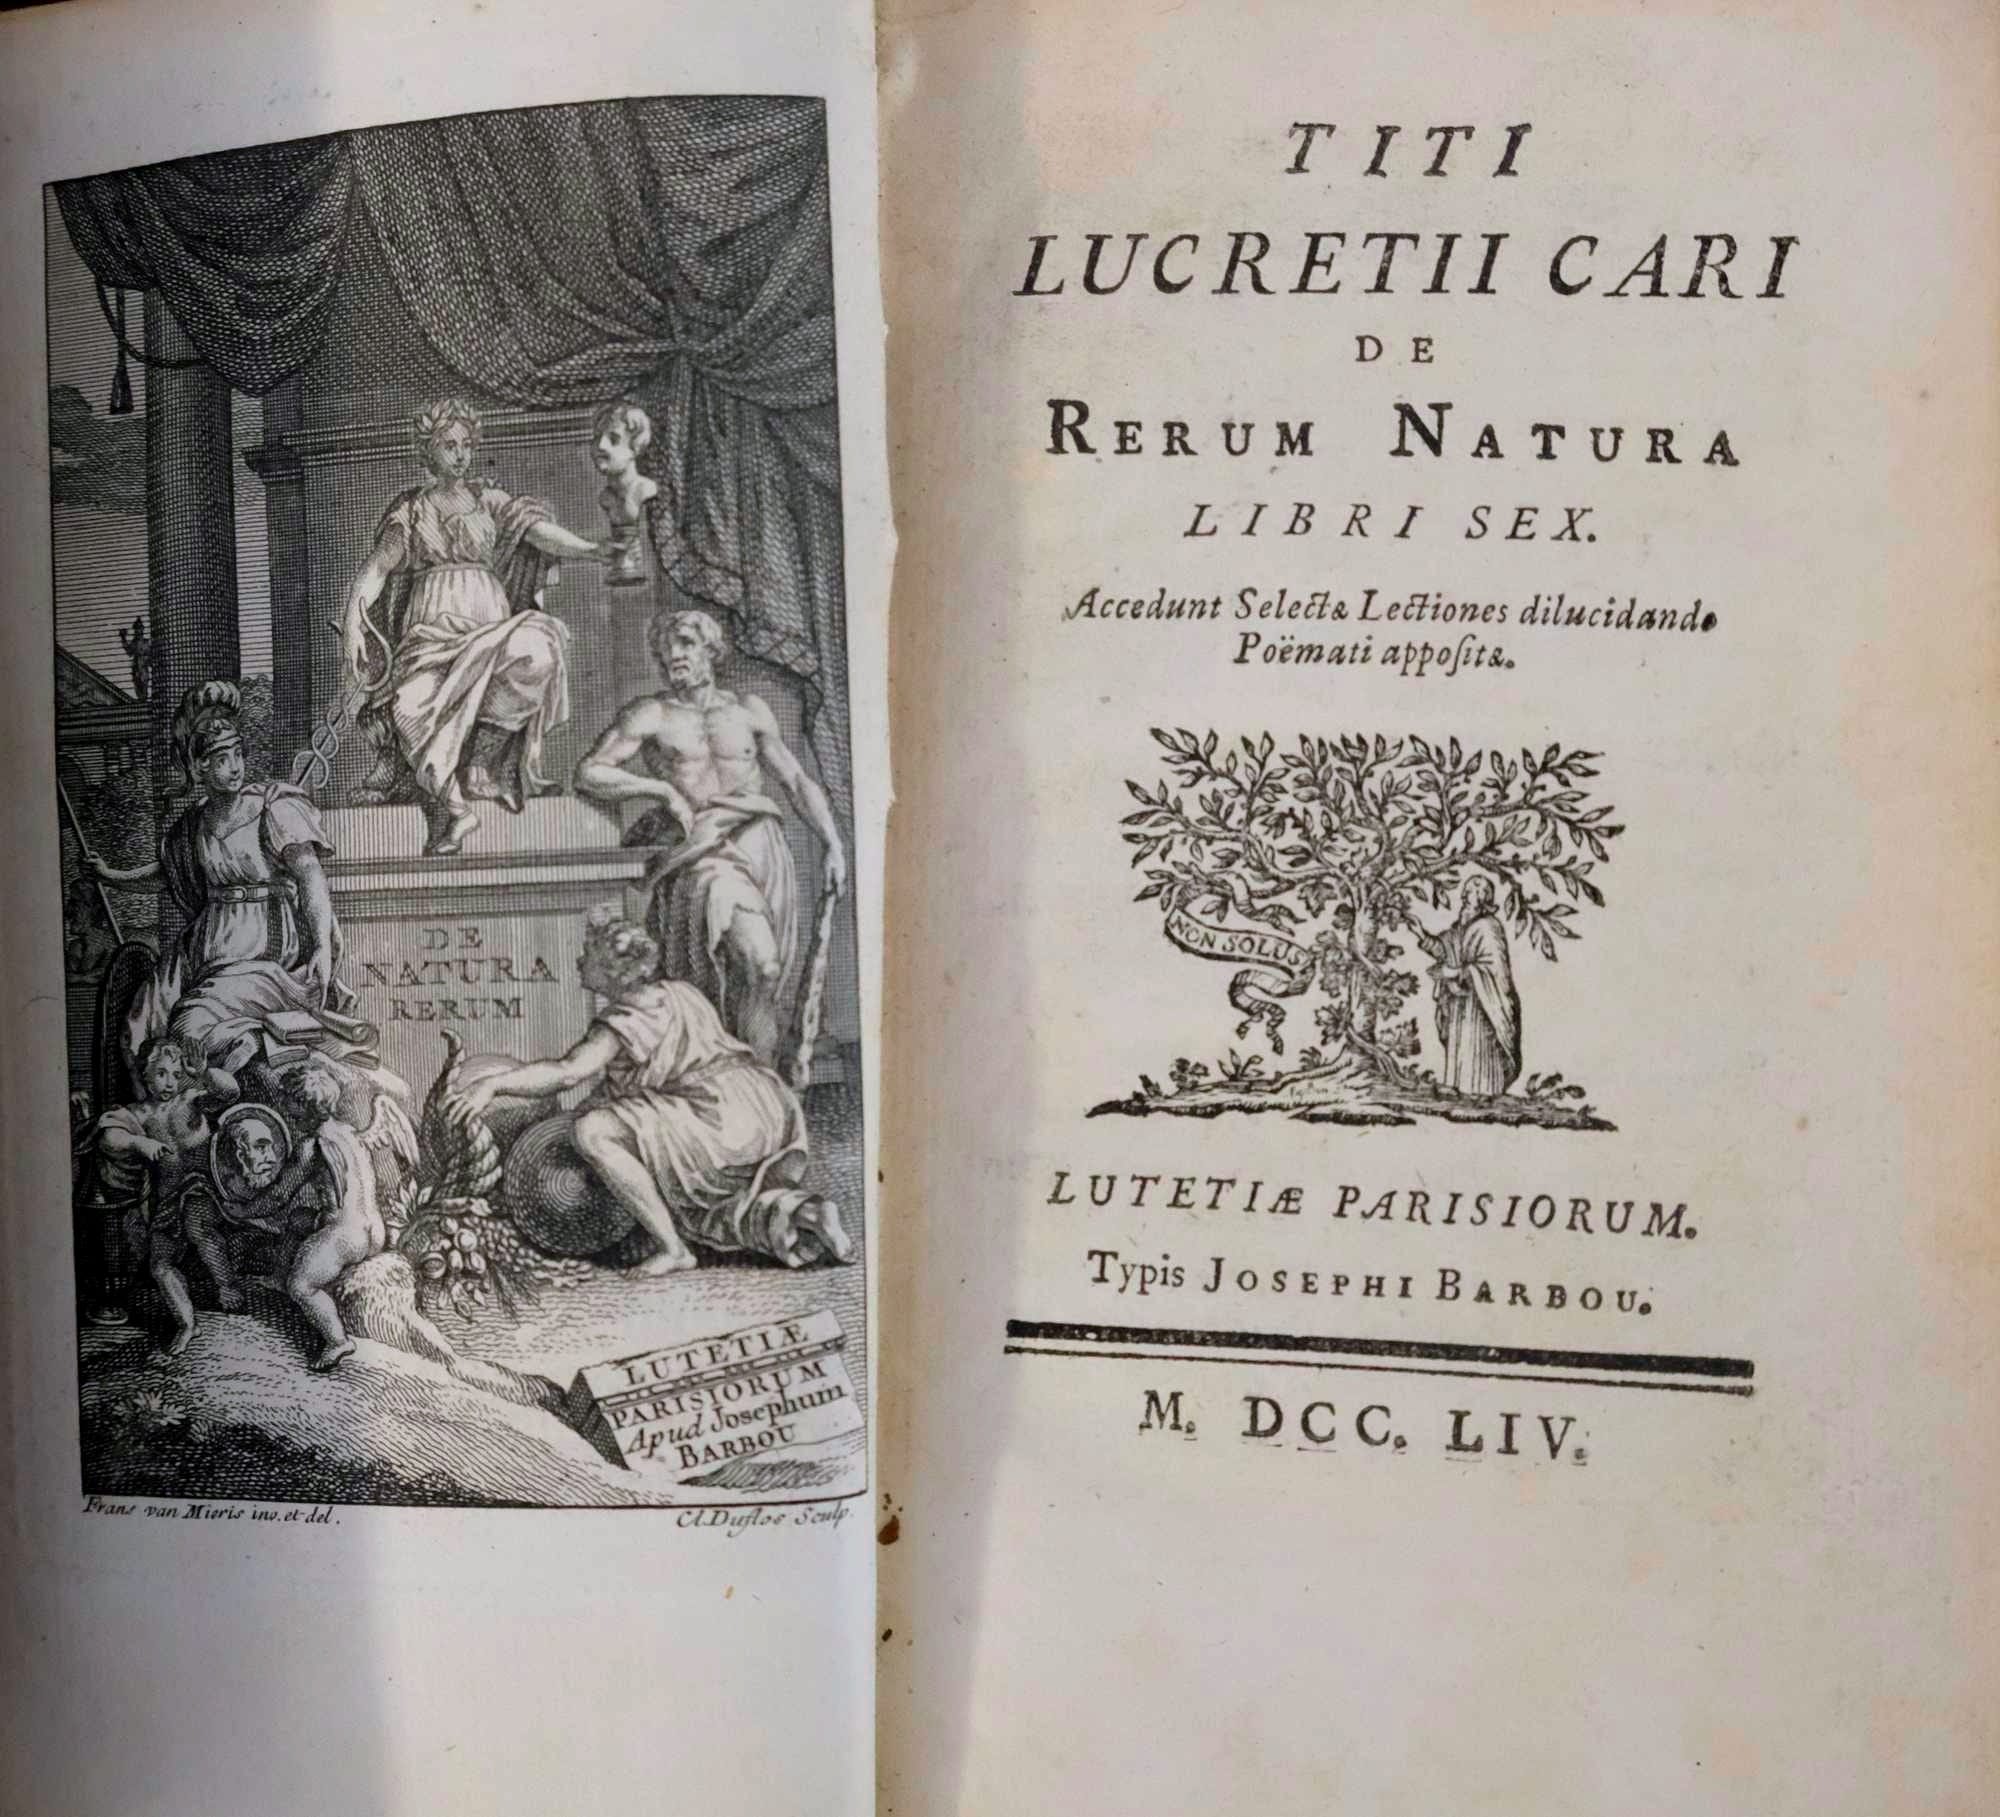 DE
NATURA
RERUM
LUTETIÆ
PARISIORUM
Apud Josephum
BARBOU
Frans van Mieris inv. et del.
Cl. Duflos Sculp.
TITI
LUCRETII CARI
DE
RERUM NATURA
LIBRI SEX.
Accedunt Selectæ Lectiones dilucidando
Poëmati appoſitæ.
NON SOLUS
LUTETIÆ PARISIORUM.
Typis JOSEPHI BARBOU.
M. DCC. LIV.